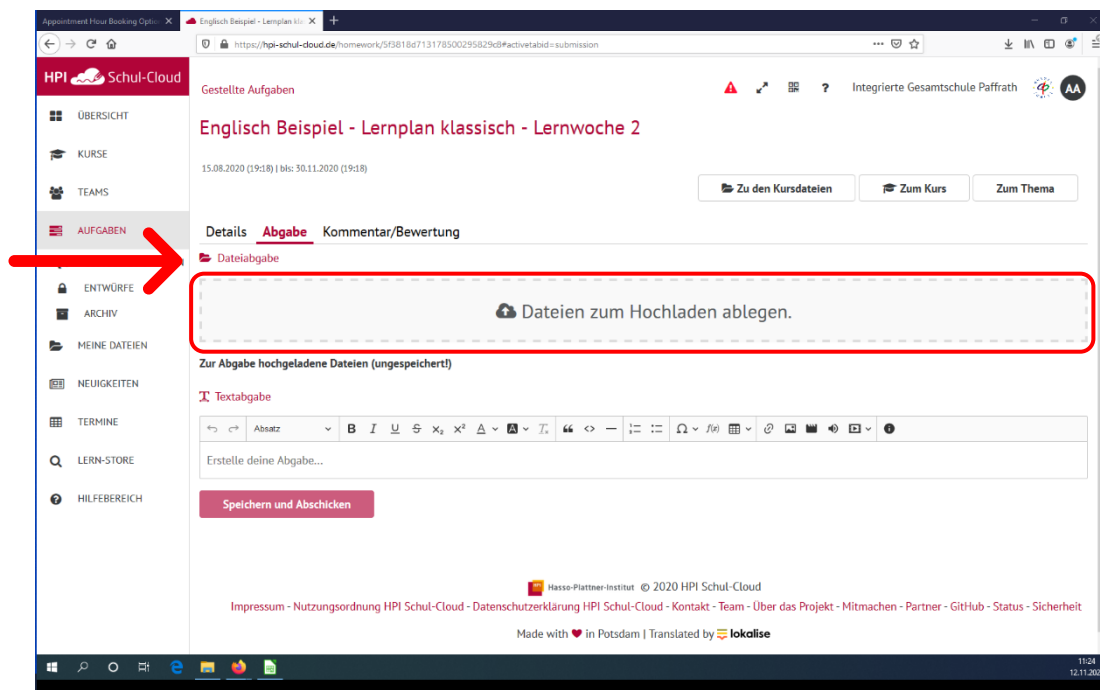 Appointment Hour Booking Optio
Englisch Beispiel - Lernplan kla
https://hpi-schul-cloud.de/homework/5f3818d713178500295829c8#activetabid=submission
HPI Schul-Cloud
Gestellte Aufgaben
? Integrierte Gesamtschule Paffrath AA
ÜBERSICHT
KURSE
TEAMS
AUFGABEN
ENTWÜRFE
ARCHIV
MEINE DATEIEN
NEUIGKEITEN
TERMINE
LERN-STORE
HILFEBEREICH
Englisch Beispiel - Lernplan klassisch - Lernwoche 2
15.08.2020 (19:18) | bis: 30.11.2020 (19:18)
Zu den Kursdateien Zum Kurs Zum Thema
Details Abgabe Kommentar/Bewertung
Dateiabgabe
Dateien zum Hochladen ablegen.
Zur Abgabe hochgeladene Dateien (ungespeichert!)
Textabgabe
Absatz B I U S x₂ x² A A Tₓ Ω f(x)
Erstelle deine Abgabe...
Speichern und Abschicken
Hasso-Plattner-Institut © 2020 HPI Schul-Cloud
Impressum - Nutzungsordnung HPI Schul-Cloud - Datenschutzerklärung HPI Schul-Cloud - Kontakt - Team - Über das Projekt - Mitmachen - Partner - GitHub - Status - Sicherheit
Made with ♥ in Potsdam | Translated by lokalise
11:24
12.11.202